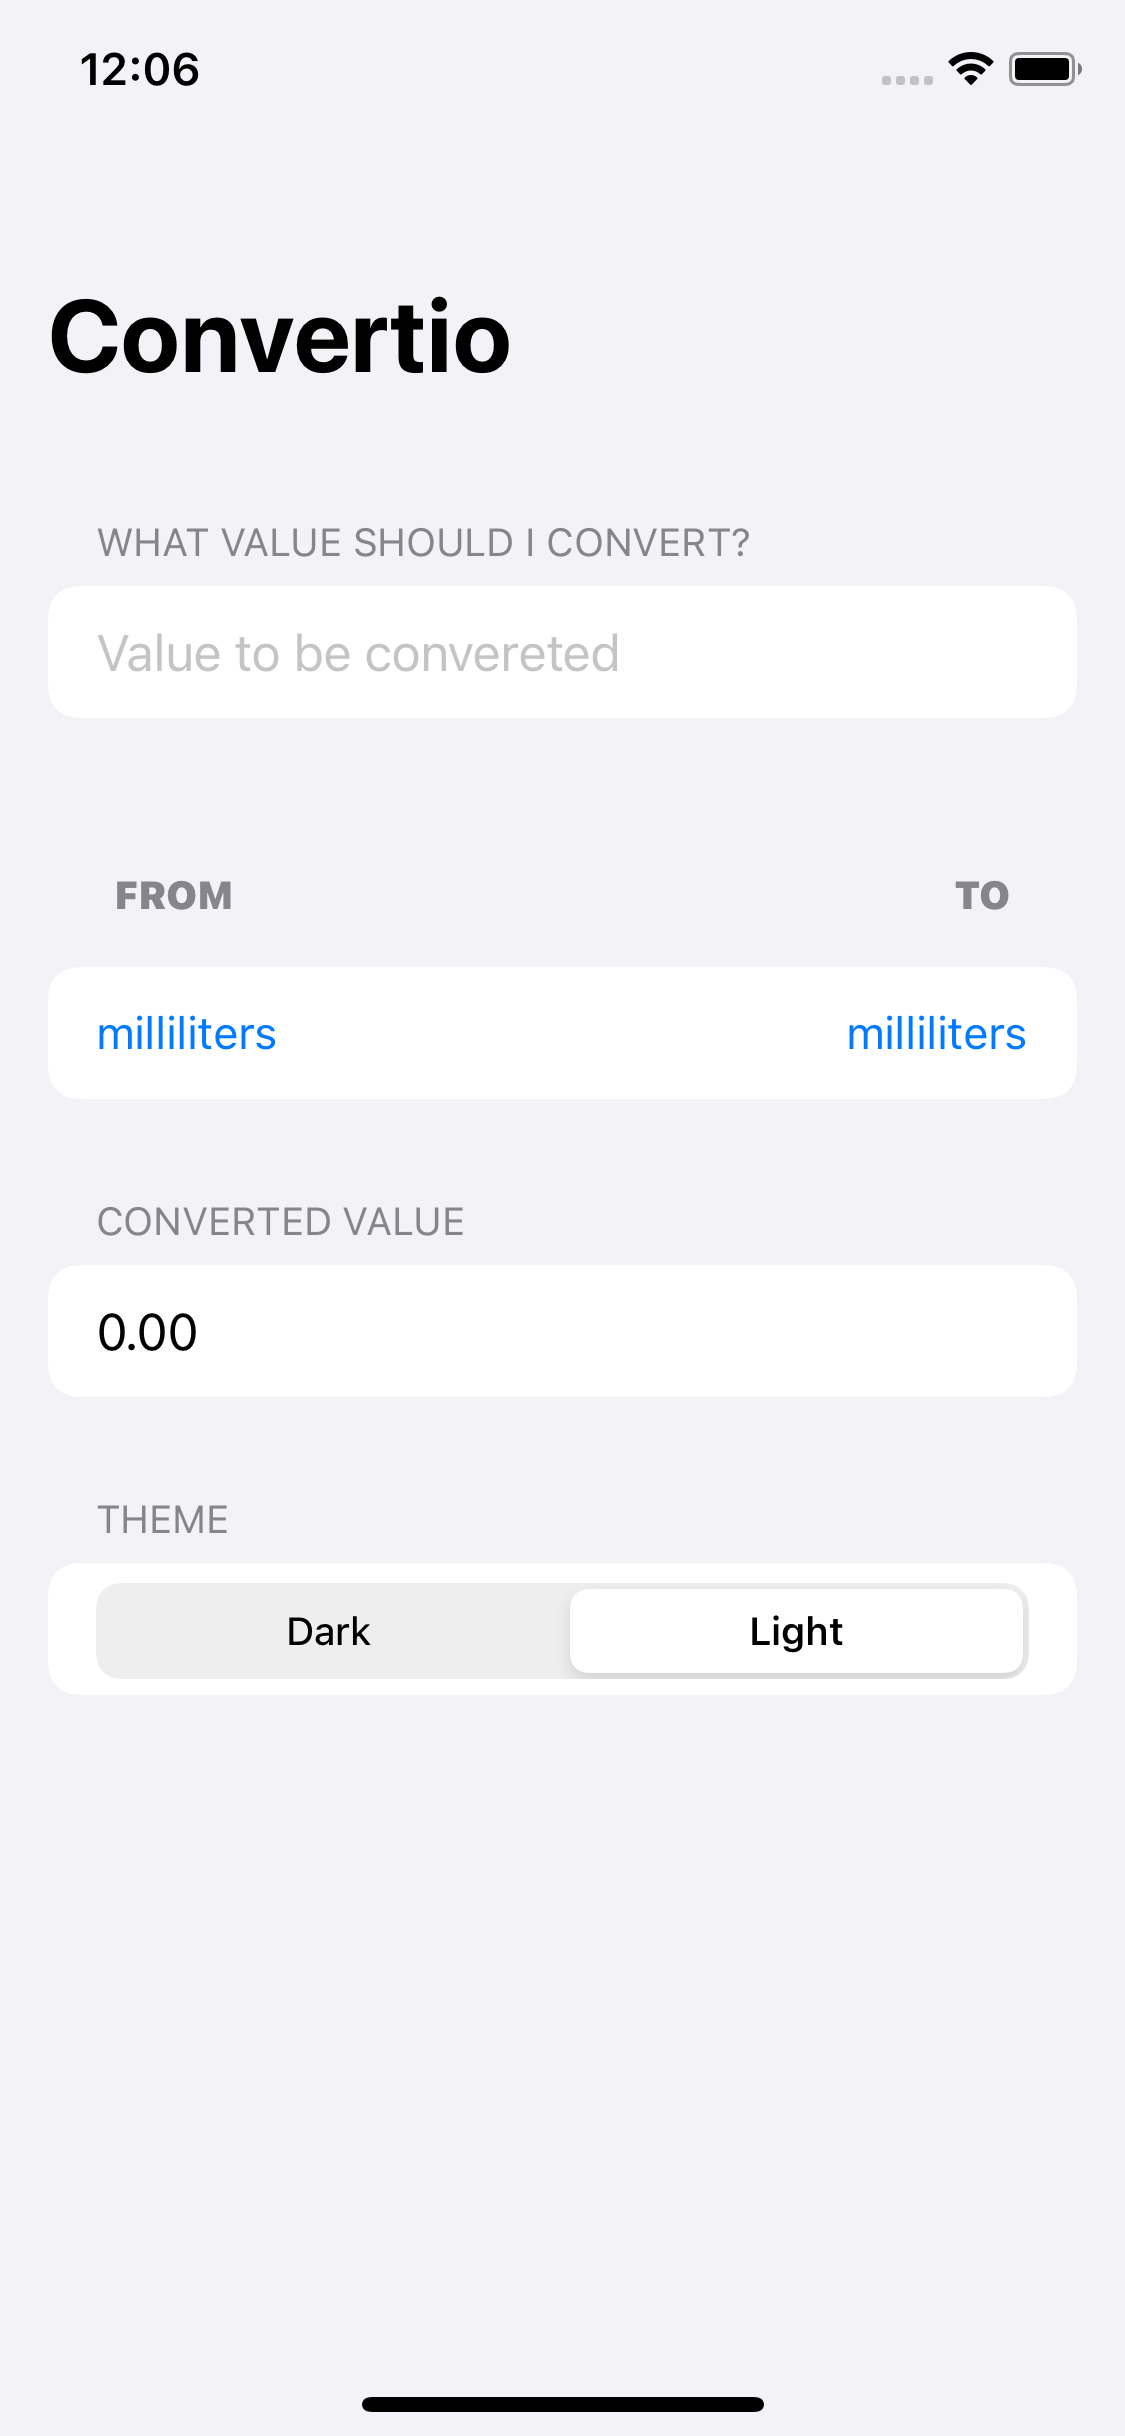 12:06
Convertio
WHAT VALUE SHOULD I CONVERT?
Value to be convereted
FROM TO
milliliters milliliters
CONVERTED VALUE
0.00
THEME
Dark Light